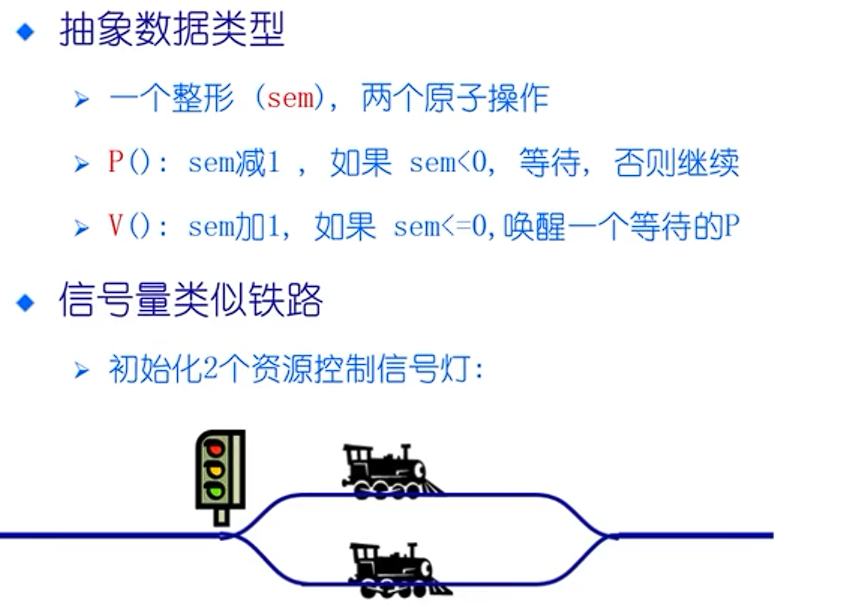 抽象数据类型
一个整形 (sem), 两个原子操作
P(): sem减1 , 如果 sem<0, 等待, 否则继续
V(): sem加1, 如果 sem<=0,唤醒一个等待的P
信号量类似铁路
初始化2个资源控制信号灯: